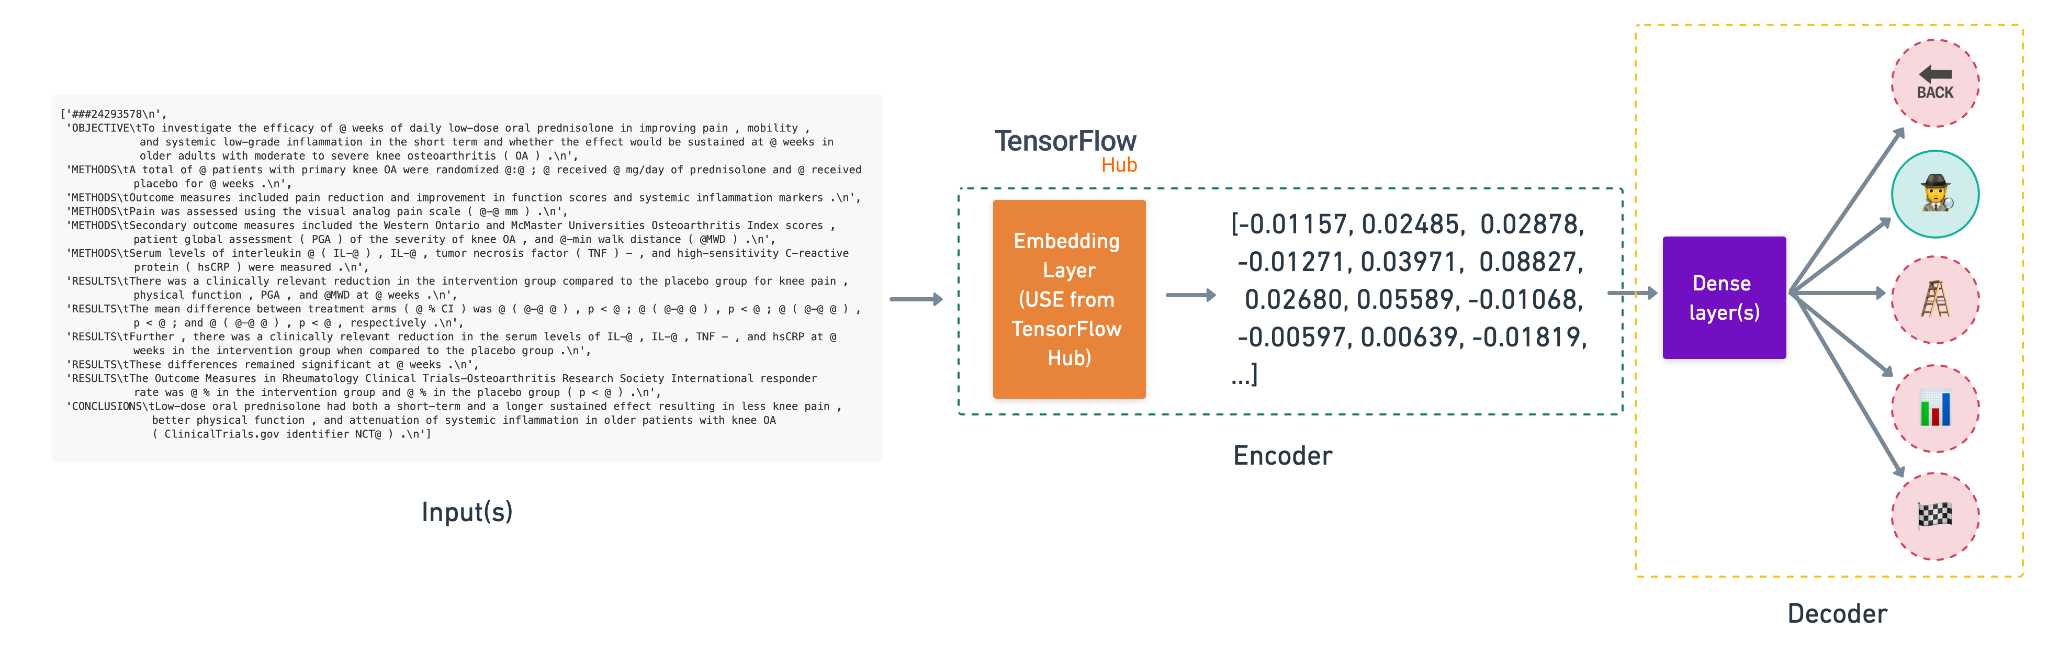 ['###24293578\n',
'OBJECTIVE\tTo investigate the efficacy of @ weeks of daily low-dose oral prednisolone in improving pain , mobility ,
and systemic low-grade inflammation in the short term and whether the effect would be sustained at @ weeks in
older adults with moderate to severe knee osteoarthritis ( OA ) .\n',
'METHODS\tA total of @ patients with primary knee OA were randomized @:@ ; @ received @ mg/day of prednisolone and @ received
placebo for @ weeks .\n',
'METHODS\tOutcome measures included pain reduction and improvement in function scores and systemic inflammation markers .\n',
'METHODS\tPain was assessed using the visual analog pain scale ( @-@ mm ) .\n',
'METHODS\tSecondary outcome measures included the Western Ontario and McMaster Universities Osteoarthritis Index scores ,
patient global assessment ( PGA ) of the severity of knee OA , and @-min walk distance ( @MWD ) .\n',
'METHODS\tSerum levels of interleukin @ ( IL-@ ) , IL-@ , tumor necrosis factor ( TNF ) - , and high-sensitivity C-reactive
protein ( hsCRP ) were measured .\n',
'RESULTS\tThere was a clinically relevant reduction in the intervention group compared to the placebo group for knee pain ,
physical function , PGA , and @MWD at @ weeks .\n',
'RESULTS\tThe mean difference between treatment arms ( @ % CI ) was @ ( @-@ @ ) , p < @ ; @ ( @-@ @ ) , p < @ ; @ ( @-@ @ ) ,
p < @ ; and @ ( @-@ @ ) , p < @ , respectively .\n',
'RESULTS\tFurther , there was a clinically relevant reduction in the serum levels of IL-@ , IL-@ , TNF - , and hsCRP at @
weeks in the intervention group when compared to the placebo group .\n',
'RESULTS\tThese differences remained significant at @ weeks .\n',
'RESULTS\tThe Outcome Measures in Rheumatology Clinical Trials-Osteoarthritis Research Society International responder
rate was @ % in the intervention group and @ % in the placebo group ( p < @ ) .\n',
'CONCLUSIONS\tLow-dose oral prednisolone had both a short-term and a longer sustained effect resulting in less knee pain ,
better physical function , and attenuation of systemic inflammation in older patients with knee OA
( ClinicalTrials.gov identifier NCT@ ) .\n']
Input(s)
TensorFlow
Hub
Embedding
Layer
(USE from
TensorFlow
Hub)
[-0.01157, 0.02485, 0.02878,
-0.01271, 0.03971, 0.08827,
0.02680, 0.05589, -0.01068,
-0.00597, 0.00639, -0.01819,
...]
Encoder
Dense
layer(s)
BACK
Decoder